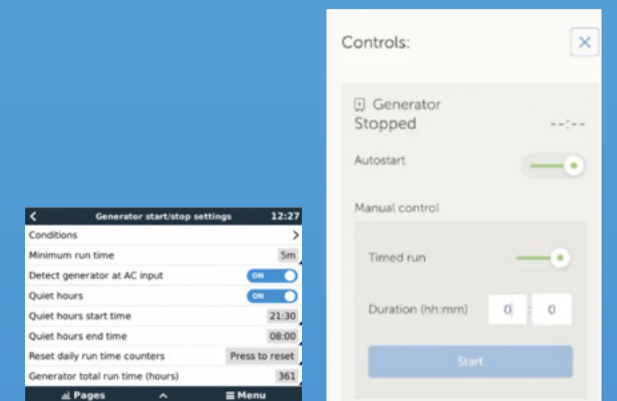 Generator start/stop settings 12:27
Conditions
Minimum run time 5m
Detect generator at AC input ON
Quiet hours ON
Quiet hours start time 21:30
Quiet hours end time 08:00
Reset daily run time counters Press to reset
Generator total run time (hours) 361
Pages Menu
Controls:
Generator
Stopped --:--
Autostart
Manual control
Timed run
Duration (hh:mm) 0 : 0
Start